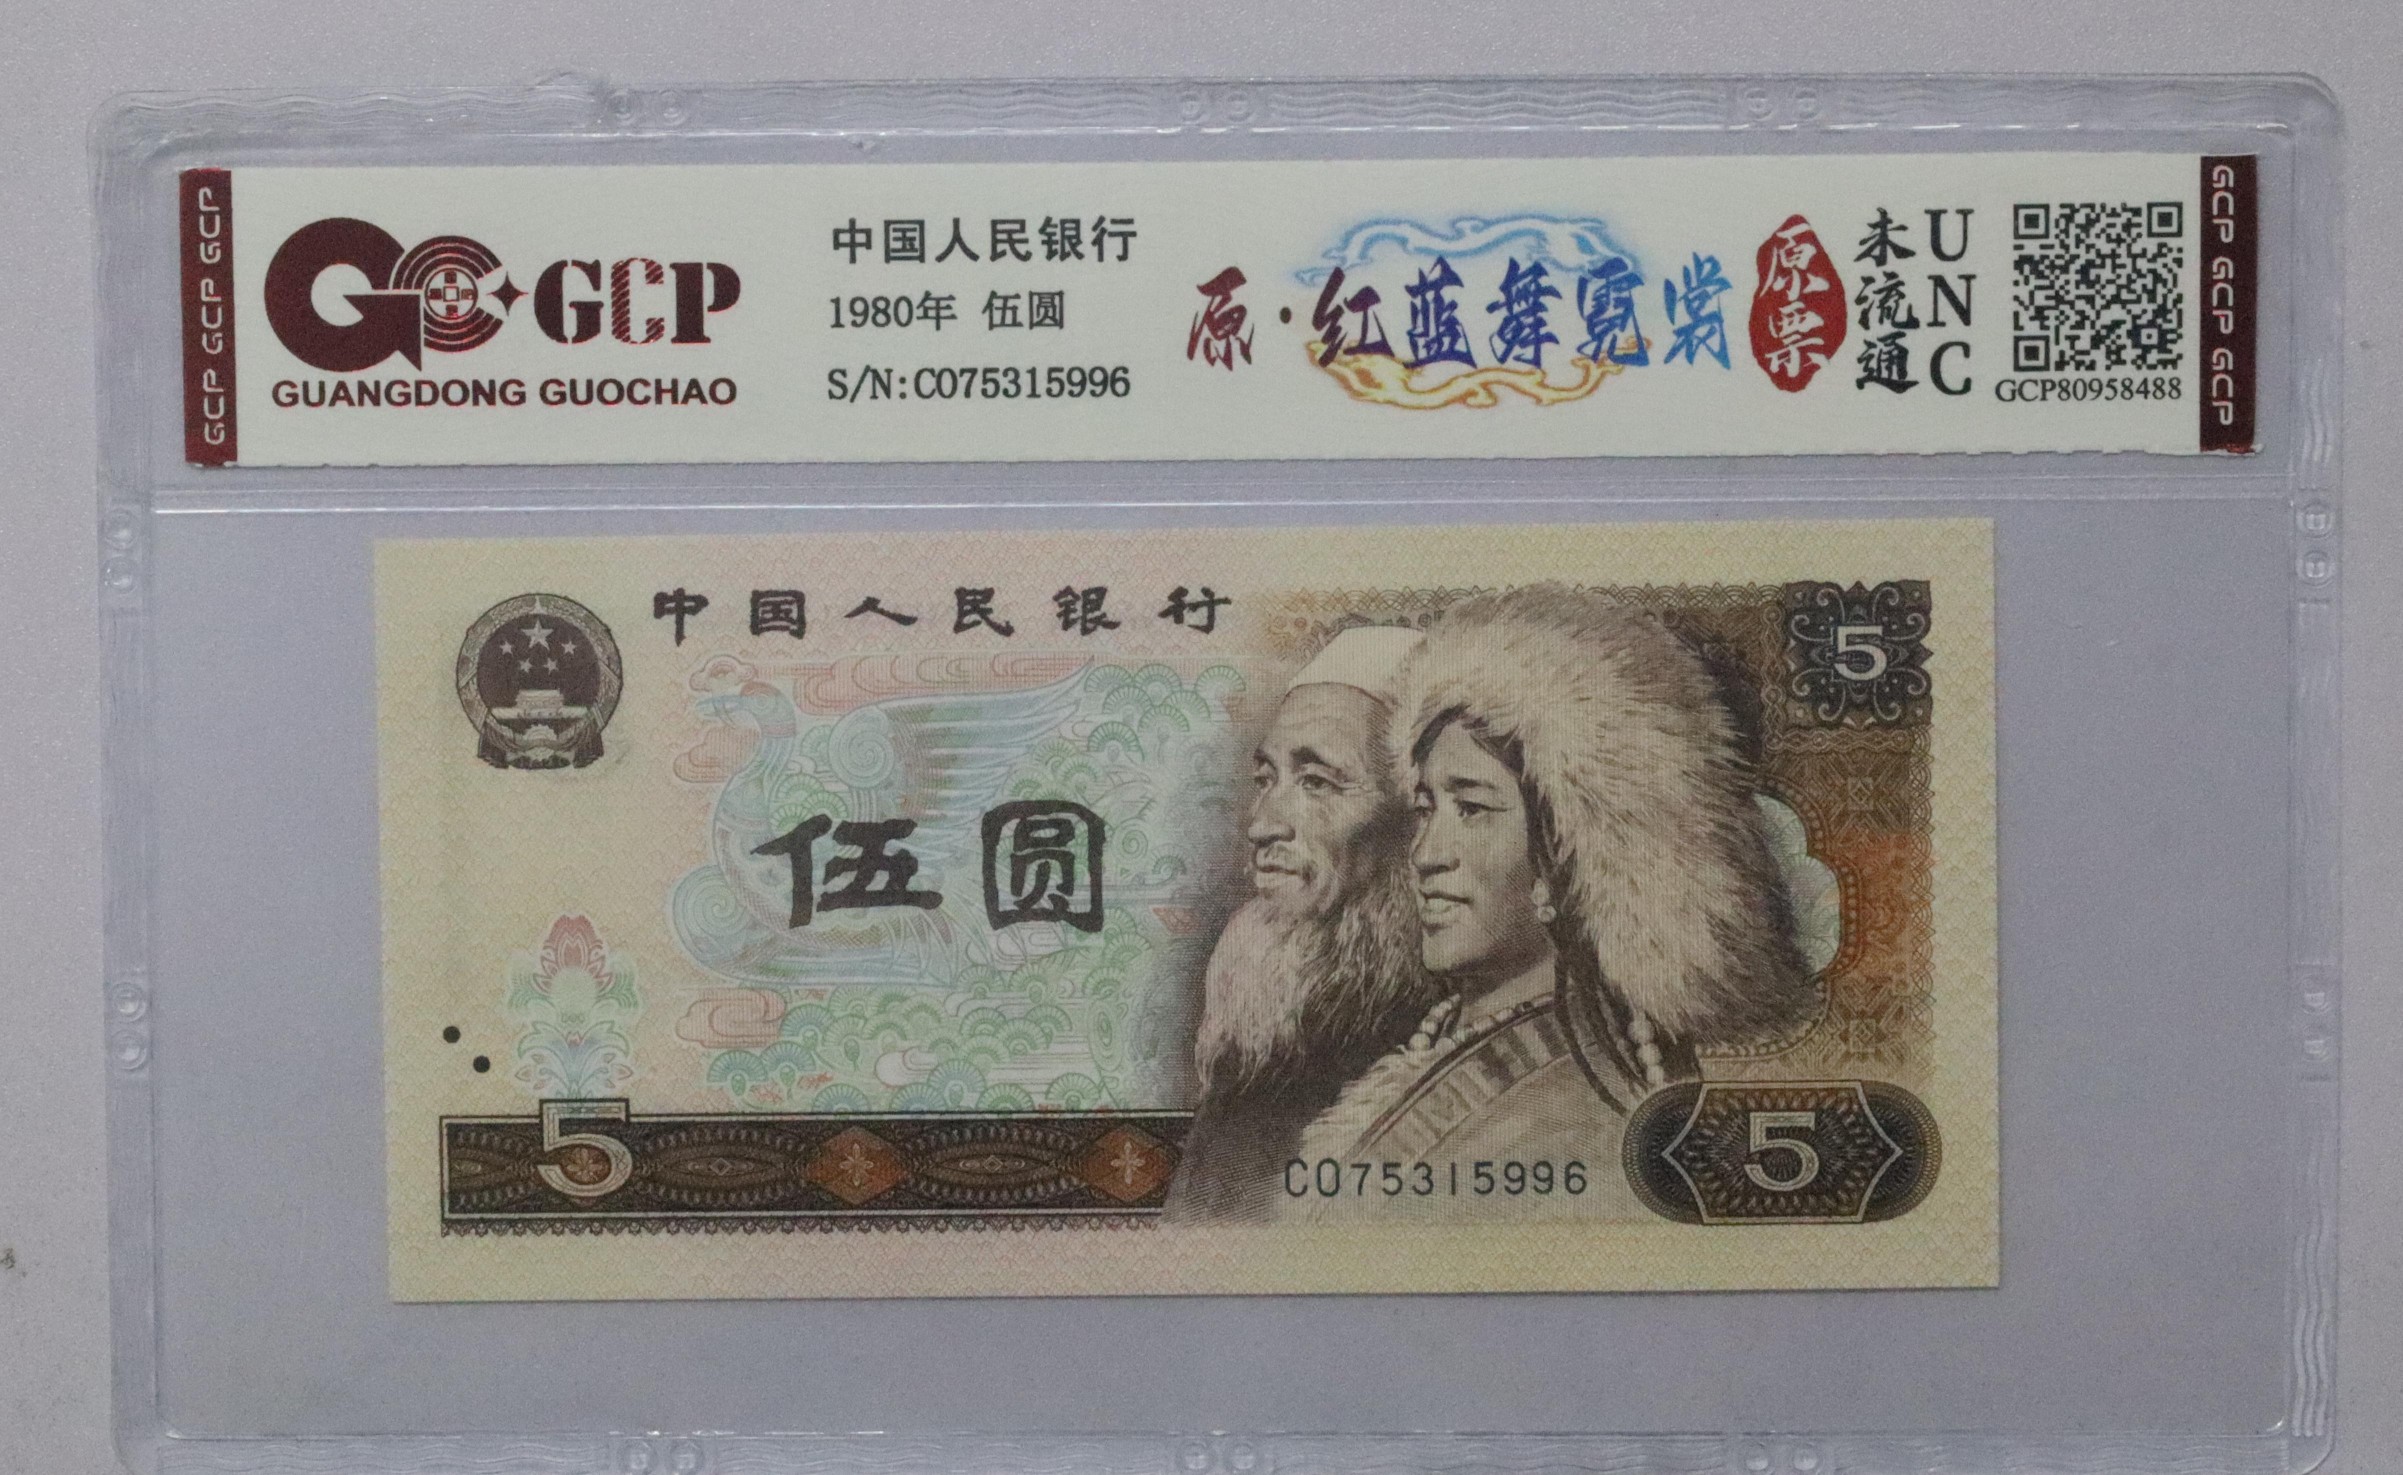 GCP GCP GCP
GCP
GUANGDONG GUOCHAO
中国人民银行
1980年 伍圆
S/N:CO75315996
原·红蓝舞霓裳
原票
未流通
UNC
GCP80958488
GCP GCP GCP
中国人民银行
5
伍圆
5
CO75315996
5